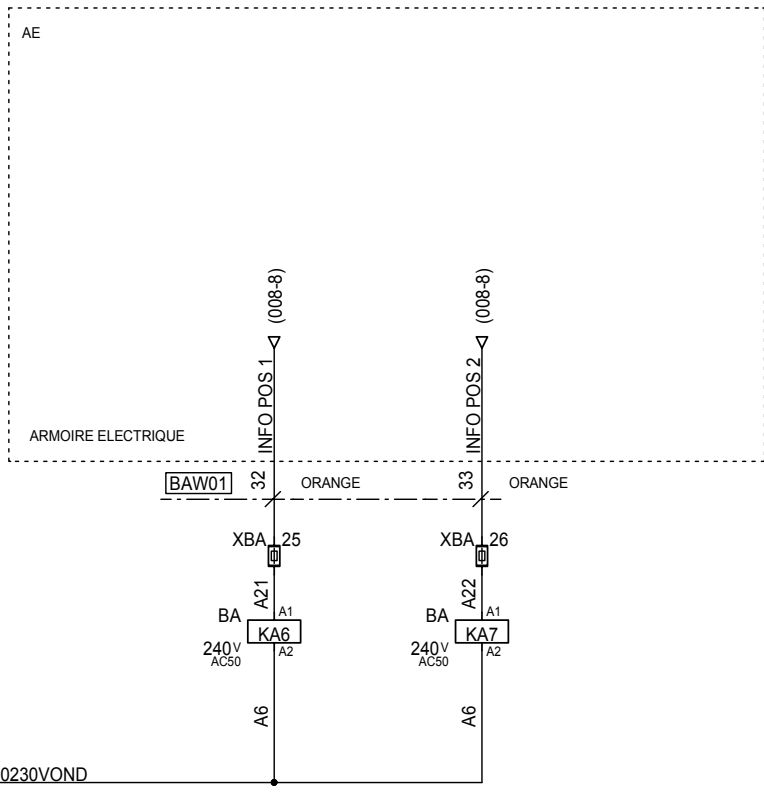 AE
(008-8)
(008-8)
INFO POS 1
INFO POS 2
ARMOIRE ELECTRIQUE
BAW01
32
ORANGE
33
ORANGE
XBA 25
XBA 26
A21
A22
BA
A1
BA
A1
KA6
KA7
240V
A2
240V
A2
AC50
AC50
A6
A6
0230VOND